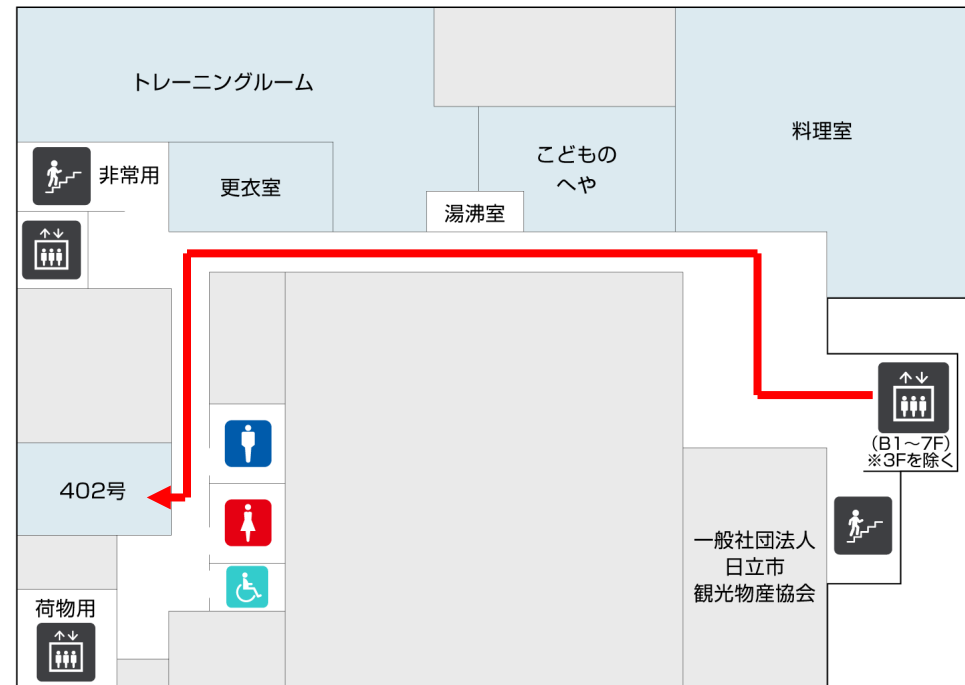 トレーニングルーム
料理室
こどもの
へや
非常用
更衣室
湯沸室
(B1～7F)
※3Fを除く
402号
一般社団法人
日立市
観光物産協会
荷物用